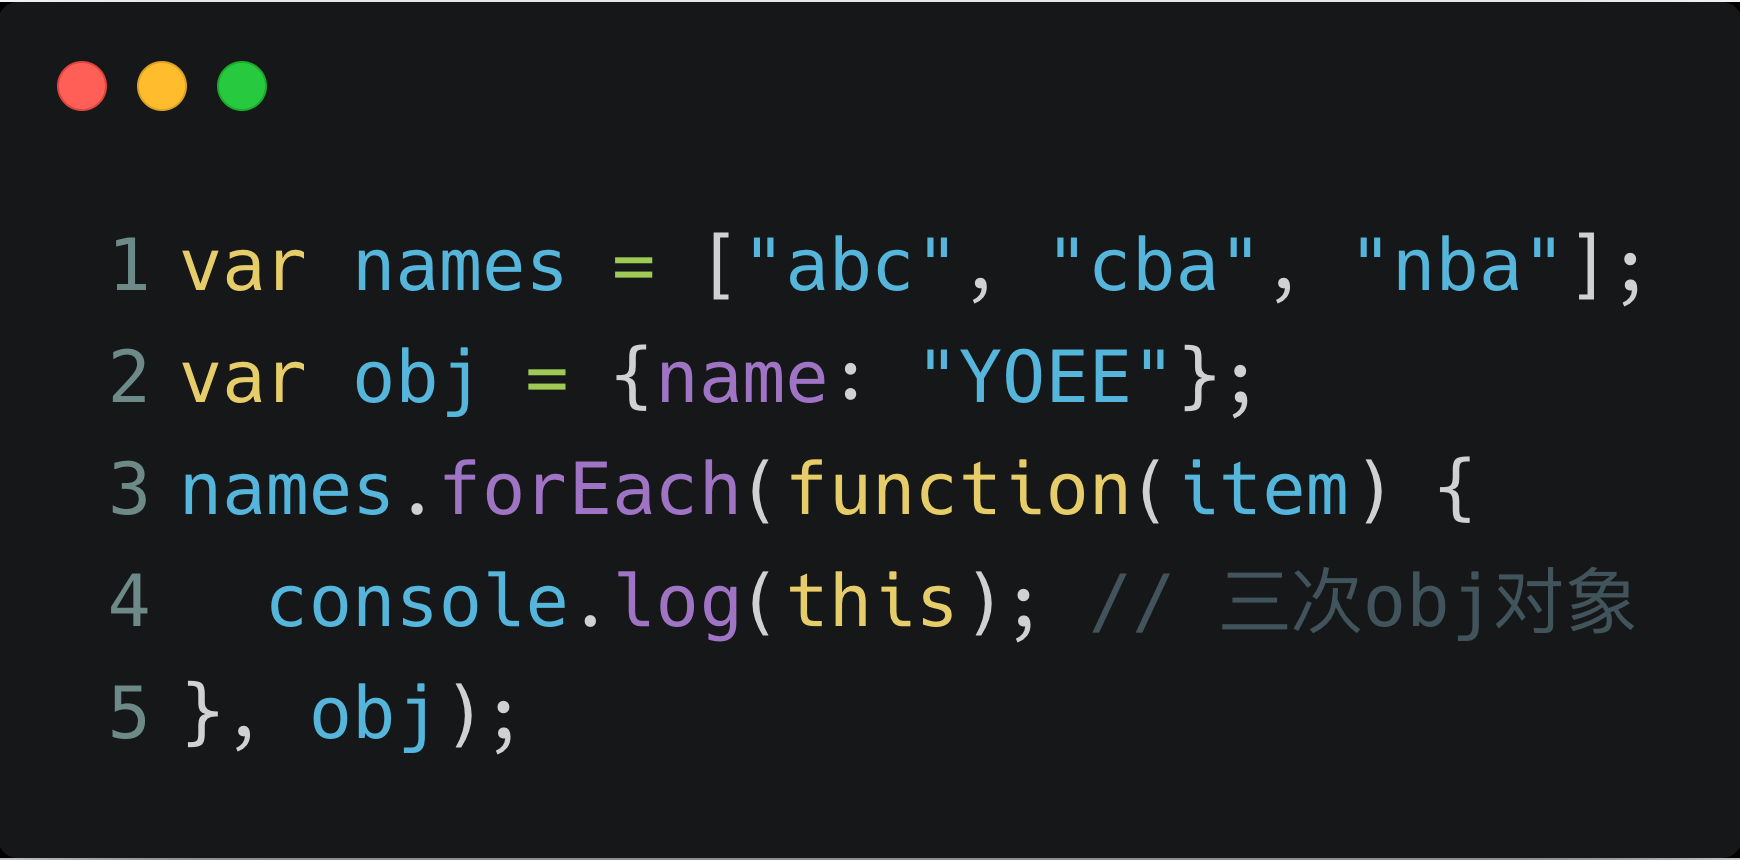 1 var names = ["abc", "cba", "nba"];
2 var obj = {name: "YOEE"};
3 names.forEach(function(item) {
4   console.log(this); // 三次obj对象
5 }, obj);